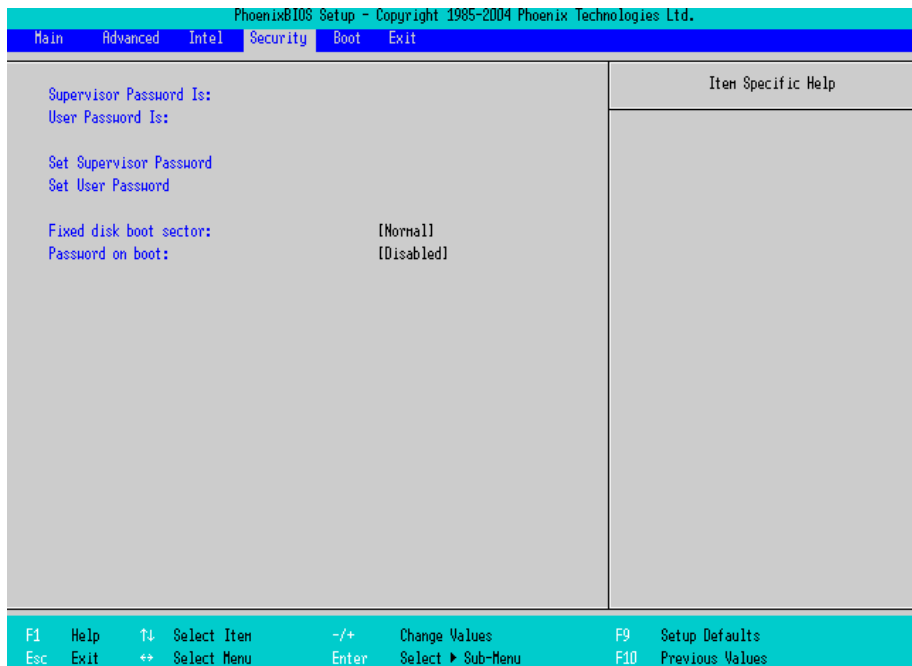 PhoenixBIOS Setup - Copyright 1985-2004 Phoenix Technologies Ltd.
Main Advanced Intel Security Boot Exit
Item Specific Help
Supervisor Password Is:
User Password Is:
Set Supervisor Password
Set User Password
Fixed disk boot sector: [Normal]
Password on boot: [Disabled]
F1 Help ↑↓ Select Item -/+ Change Values F9 Setup Defaults
Esc Exit ↔ Select Menu Enter Select ▶ Sub-Menu F10 Previous Values